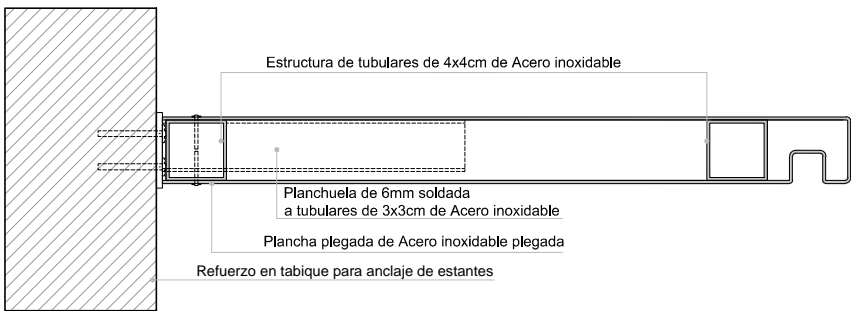 Estructura de tubulares de 4x4cm de Acero inoxidable
Planchuela de 6mm soldada
a tubulares de 3x3cm de Acero inoxidable
Plancha plegada de Acero inoxidable plegada
Refuerzo en tabique para anclaje de estantes